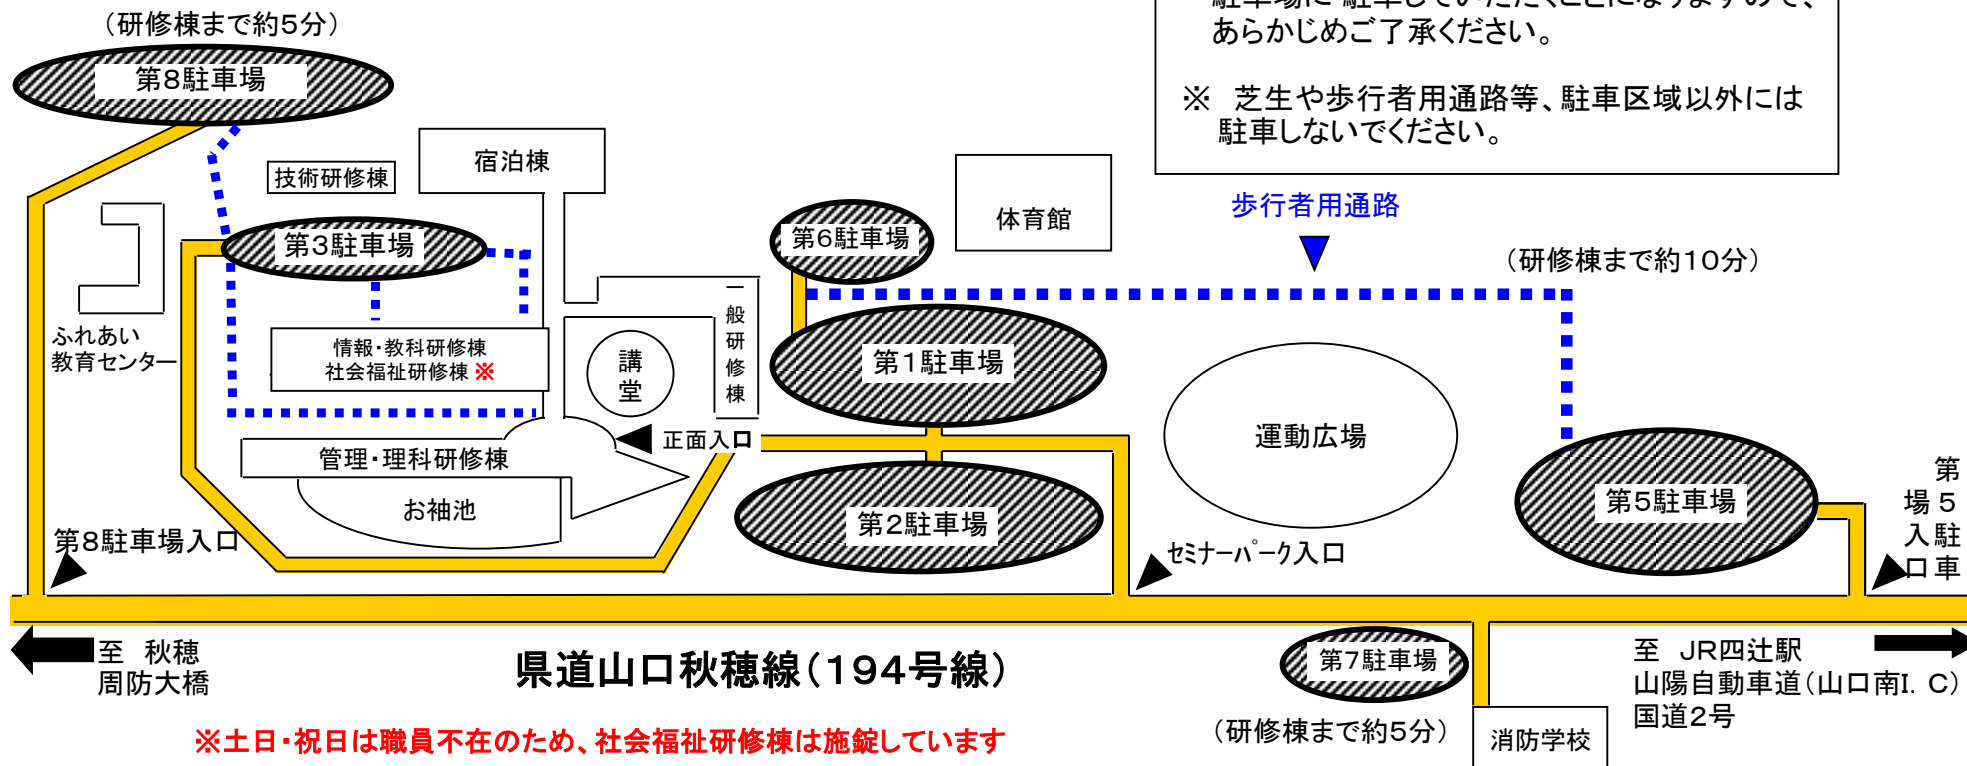 (研修棟まで約5分)
第8駐車場
あらかじめご了承ください。
※ 芝生や歩行者用通路等、駐車区域以外には
駐車しないでください。
宿泊棟
技術研修棟
体育館
歩行者用通路
第6駐車場
第3駐車場
(研修棟まで約10分)
一般研修棟
ふれあい
教育センター
情報・教科研修棟
社会福祉研修棟 ※
講堂
第1駐車場
正面入口
運動広場
管理・理科研修棟
お袖池
第2駐車場
第5駐車場
第5駐車場入口
第8駐車場入口
セミナーパーク入口
至 秋穂
周防大橋
県道山口秋穂線(194号線)
第7駐車場
至 JR四辻駅
山陽自動車道(山口南I.C)
国道2号
(研修棟まで約5分)
消防学校
※土日・祝日は職員不在のため、社会福祉研修棟は施錠しています